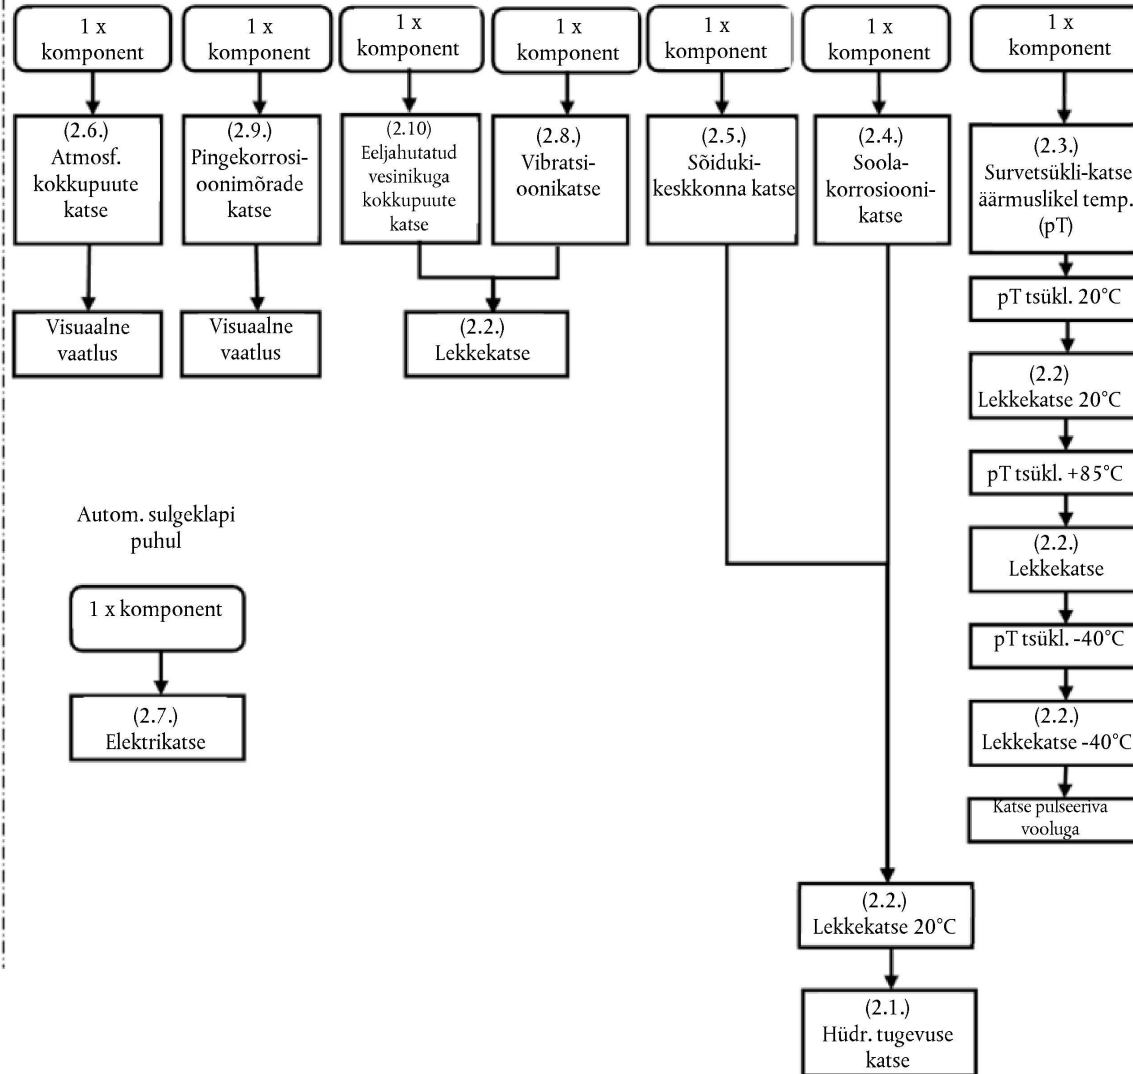 1 x
komponent
1 x
komponent
1 x
komponent
1 x
komponent
1 x
komponent
1 x
komponent
1 x
komponent
(2.6.)
Atmosf.
kokkupuute
katse
(2.9.)
Pingekorrosi-
oonimõrade
katse
(2.10)
Eeljahutatud
vesinikuga
kokkupuute
katse
(2.8.)
Vibratsi-
oonikatse
(2.5.)
Sõiduki-
keskkonna katse
(2.4.)
Soola-
korrosiooni-
katse
(2.3.)
Survetsükli-katse
äärmuslikel temp.
(pT)
Visuaalne
vaatlus
Visuaalne
vaatlus
(2.2.)
Lekkekatse
pT tsükl. 20°C
(2.2)
Lekkekatse 20°C
pT tsükl. +85°C
(2.2.)
Lekkekatse
pT tsükl. -40°C
(2.2.)
Lekkekatse -40°C
Katse pulseeriva
vooluga
Autom. sulgeklapi
puhul
1 x komponent
(2.7.)
Elektrikatse
(2.2.)
Lekkekatse 20°C
(2.1.)
Hüdr. tugevuse
katse